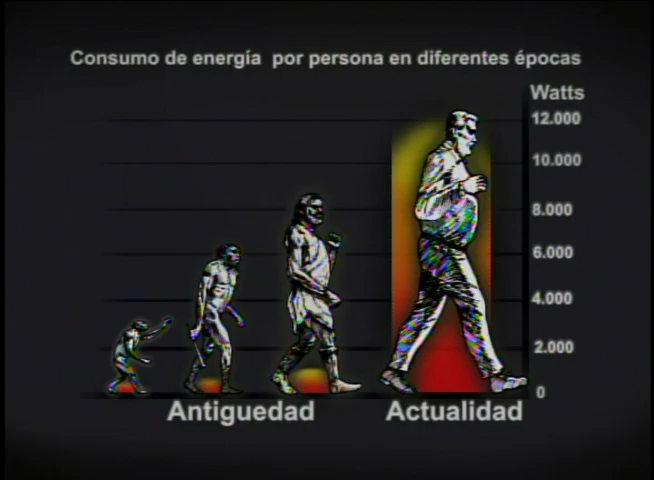 Consumo de energía por persona en diferentes épocas
Watts
12.000
10.000
8.000
6.000
4.000
2.000
0
Antiguedad
Actualidad